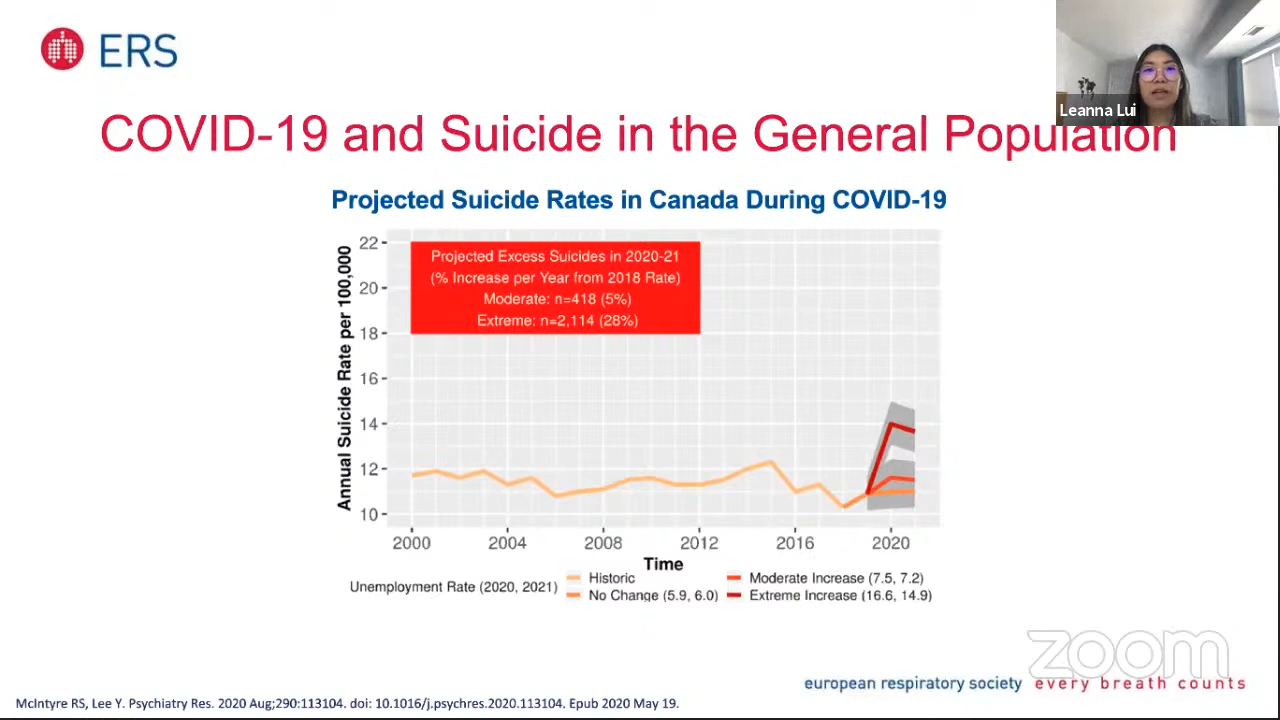 ERS
Leanna Lui
COVID-19 and Suicide in the General Population
Projected Suicide Rates in Canada During COVID-19
Annual Suicide Rate per 100,000
22
20
18
16
14
12
10
Projected Excess Suicides in 2020-21
(% Increase per Year from 2018 Rate)
Moderate: n=418 (5%)
Extreme: n=2,114 (28%)
2000 2004 2008 2012 2016 2020
Time
Unemployment Rate (2020, 2021)
Historic
No Change (5.9, 6.0)
Moderate Increase (7.5, 7.2)
Extreme Increase (16.6, 14.9)
zoom
european respiratory society every breath counts
McIntyre RS, Lee Y. Psychiatry Res. 2020 Aug;290:113104. doi: 10.1016/j.psychres.2020.113104. Epub 2020 May 19.